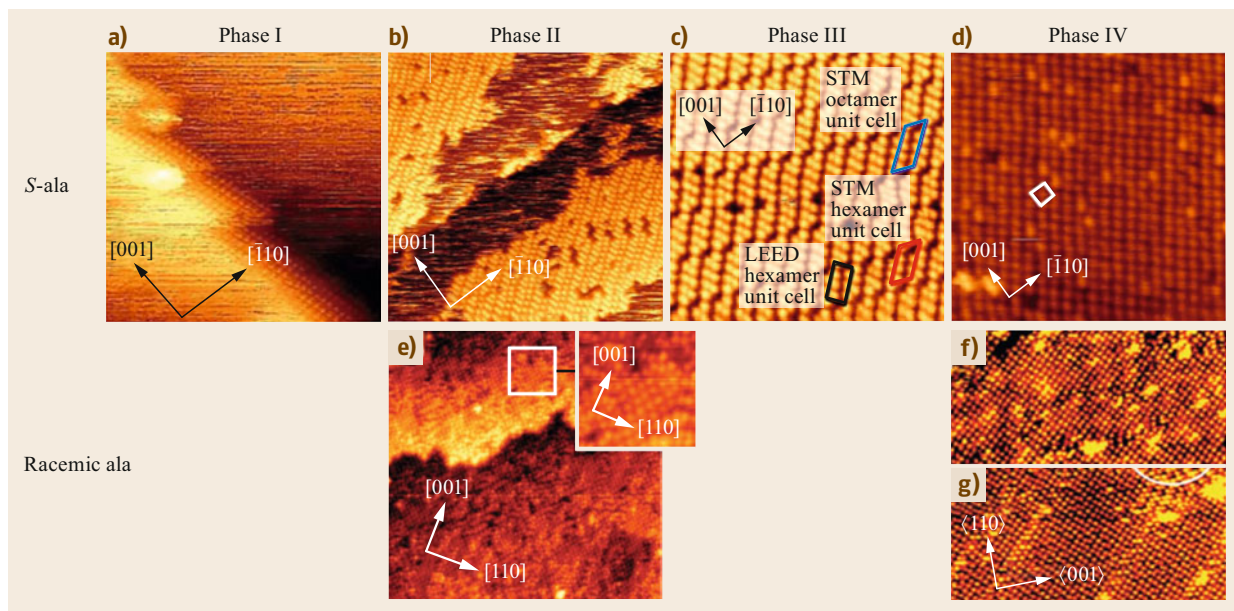 a) Phase I
b) Phase II
c) Phase III
d) Phase IV
S-ala
[001]
[1̄10]
[001]
[1̄10]
[001]
[1̄10]
STM
octamer
unit cell
STM
hexamer
unit cell
LEED
hexamer
unit cell
[001]
[1̄10]
Racemic ala
e)
[001]
[110]
[001]
[110]
f)
g)
⟨110⟩
⟨001⟩